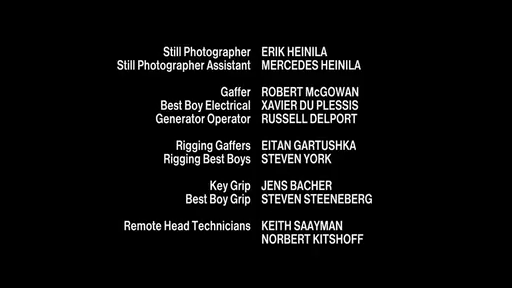 Still Photographer ERIK HEINILA
Still Photographer Assistant MERCEDES HEINILA
Gaffer ROBERT McGOWAN
Best Boy Electrical XAVIER DU PLESSIS
Generator Operator RUSSELL DELPORT
Rigging Gaffers EITAN GARTUSHKA
Rigging Best Boys STEVEN YORK
Key Grip JENS BACHER
Best Boy Grip STEVEN STEENEBERG
Remote Head Technicians KEITH SAAYMAN
NORBERT KITSHOFF